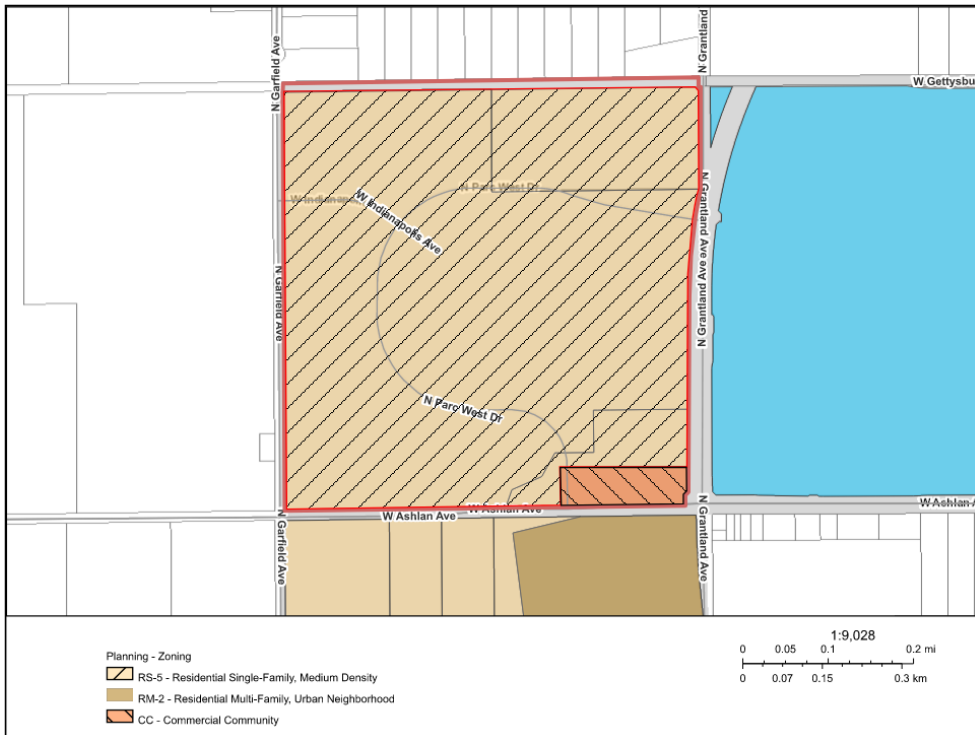 N Garfield Ave
N Grantland
W Gettysbu
N Parc West Dr
W Indianapolis
W Indianapolis Ave
N Grantland Ave
N Grantland Ave
N Garfield Ave
N Parc West Dr
W Ashlan Ave
W Ashlan Ave
W Ashlan A
N Garfield Ave
N Grantland Ave
Planning - Zoning
RS-5 - Residential Single-Family, Medium Density
RM-2 - Residential Multi-Family, Urban Neighborhood
CC - Commercial Community
1:9,028
0 0.05 0.1 0.2 mi
0 0.07 0.15 0.3 km